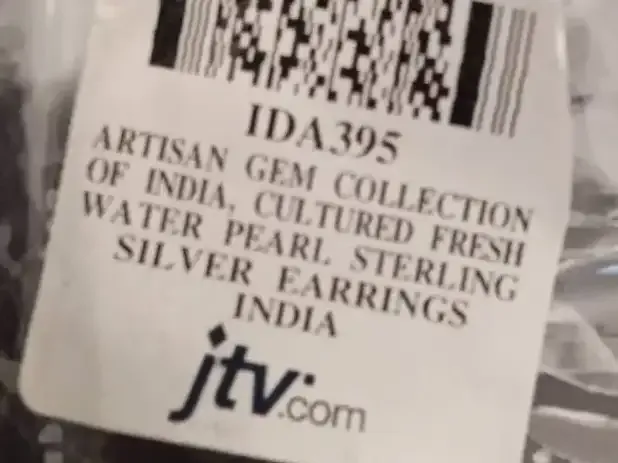 IDA395
ARTISAN GEM COLLECTION
OF INDIA, CULTURED FRESH
WATER PEARL STERLING
SILVER EARRINGS
INDIA
jtv.com